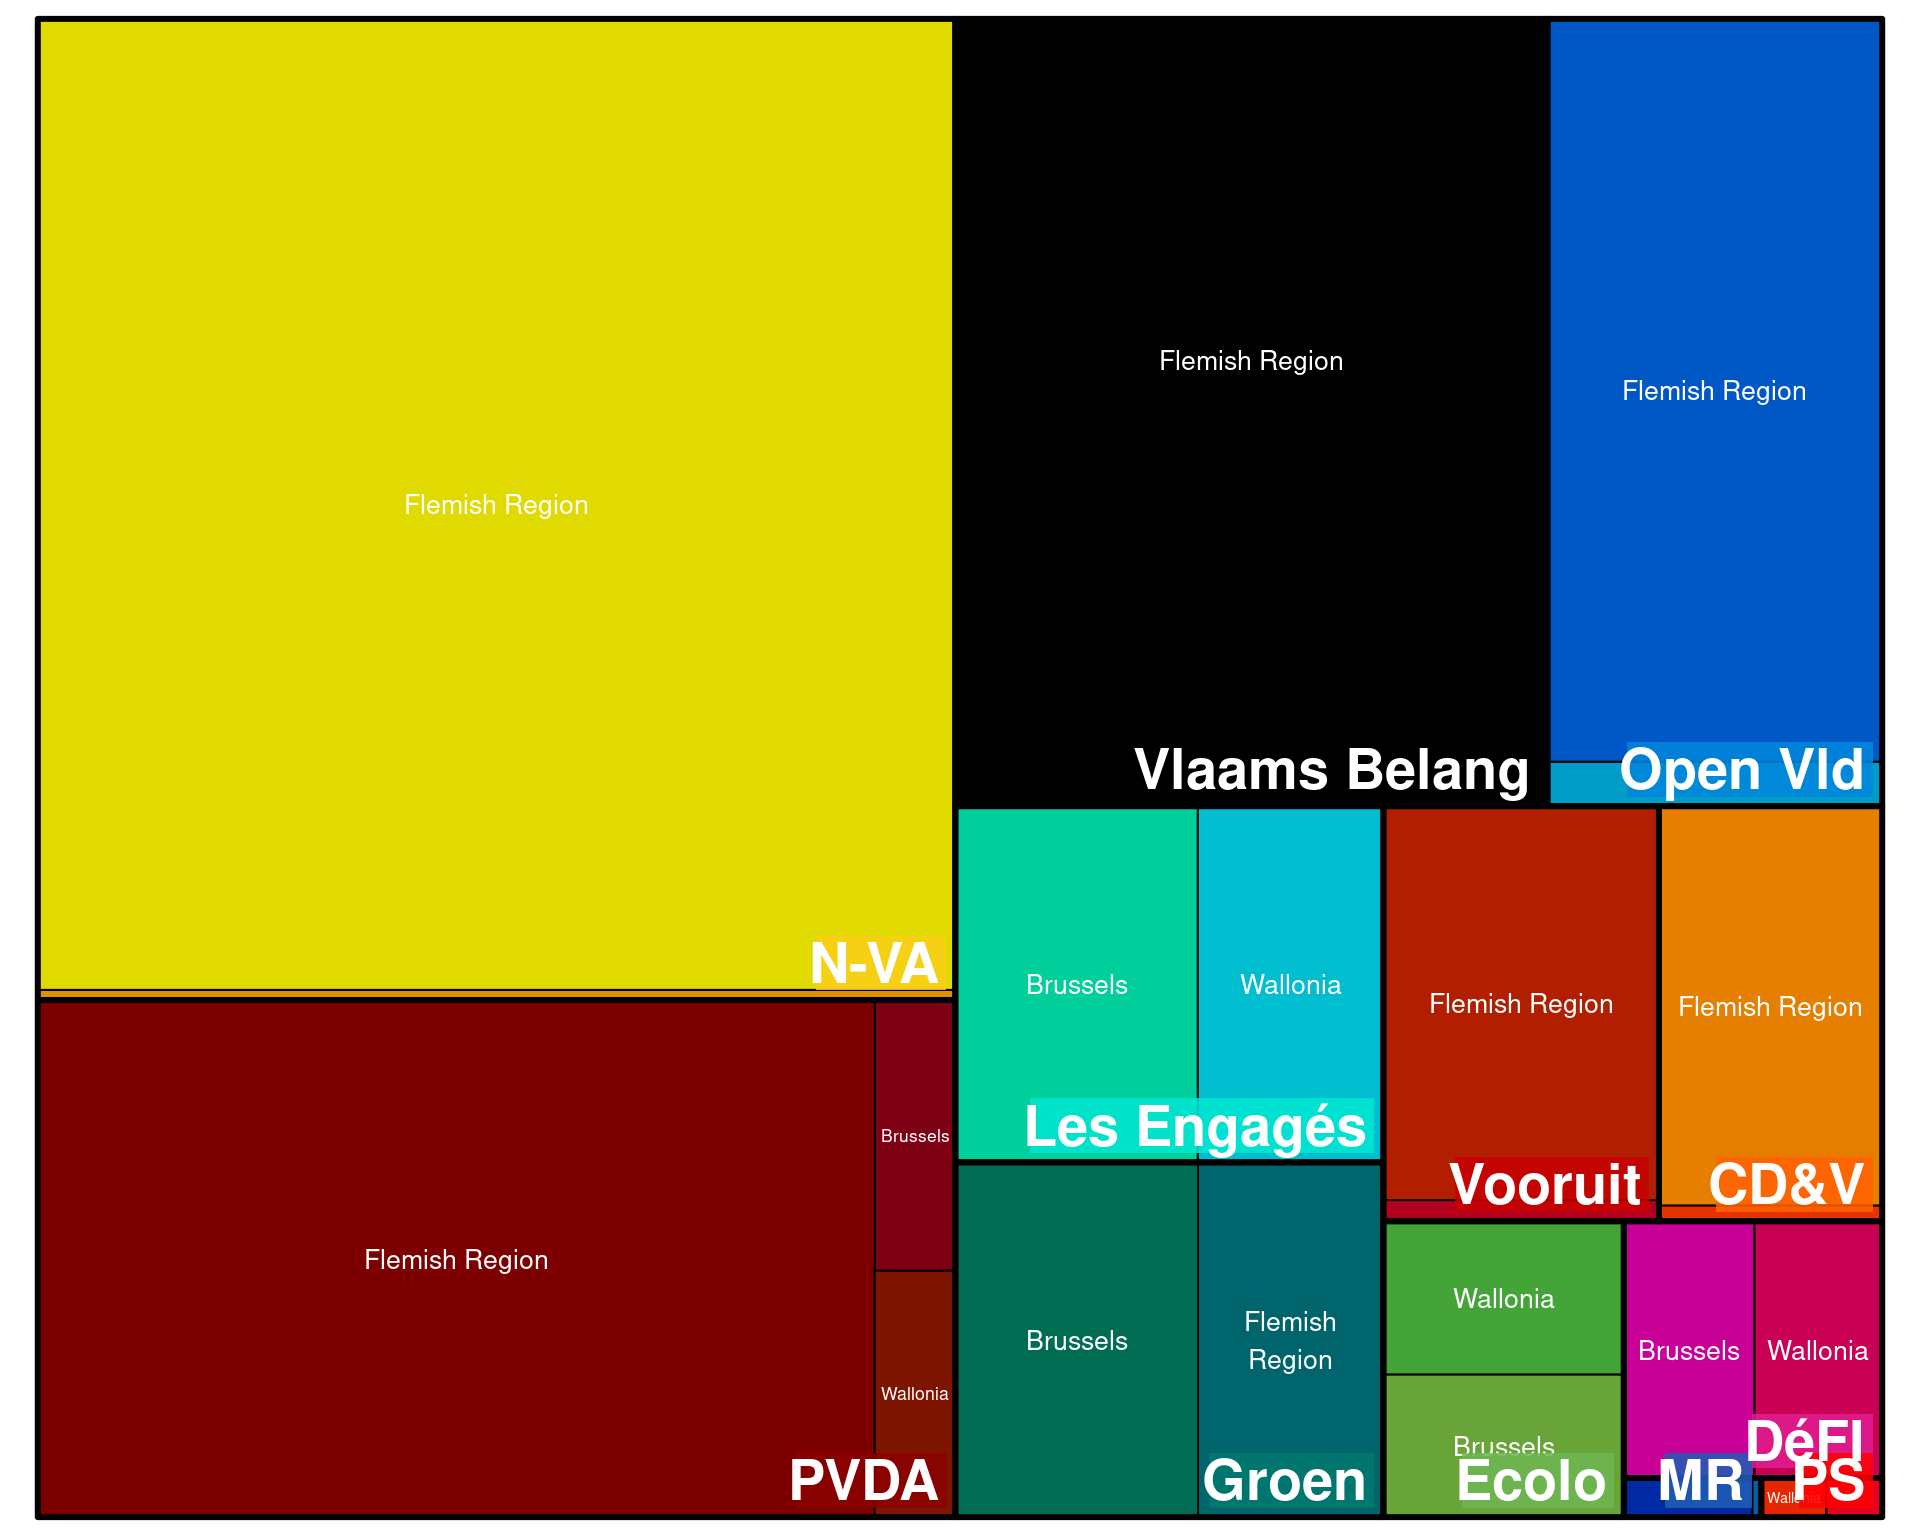 Flemish Region
N-VA
Flemish Region
Brussels
Wallonia
PVDA
Flemish Region
Vlaams Belang
Flemish Region
Open Vld
Brussels
Wallonia
Les Engagés
Brussels
Flemish
Region
Groen
Flemish Region
Vooruit
Flemish Region
CD&V
Wallonia
Brussels
Ecolo
Brussels
Wallonia
DéFI
MR
Wallonia
PS